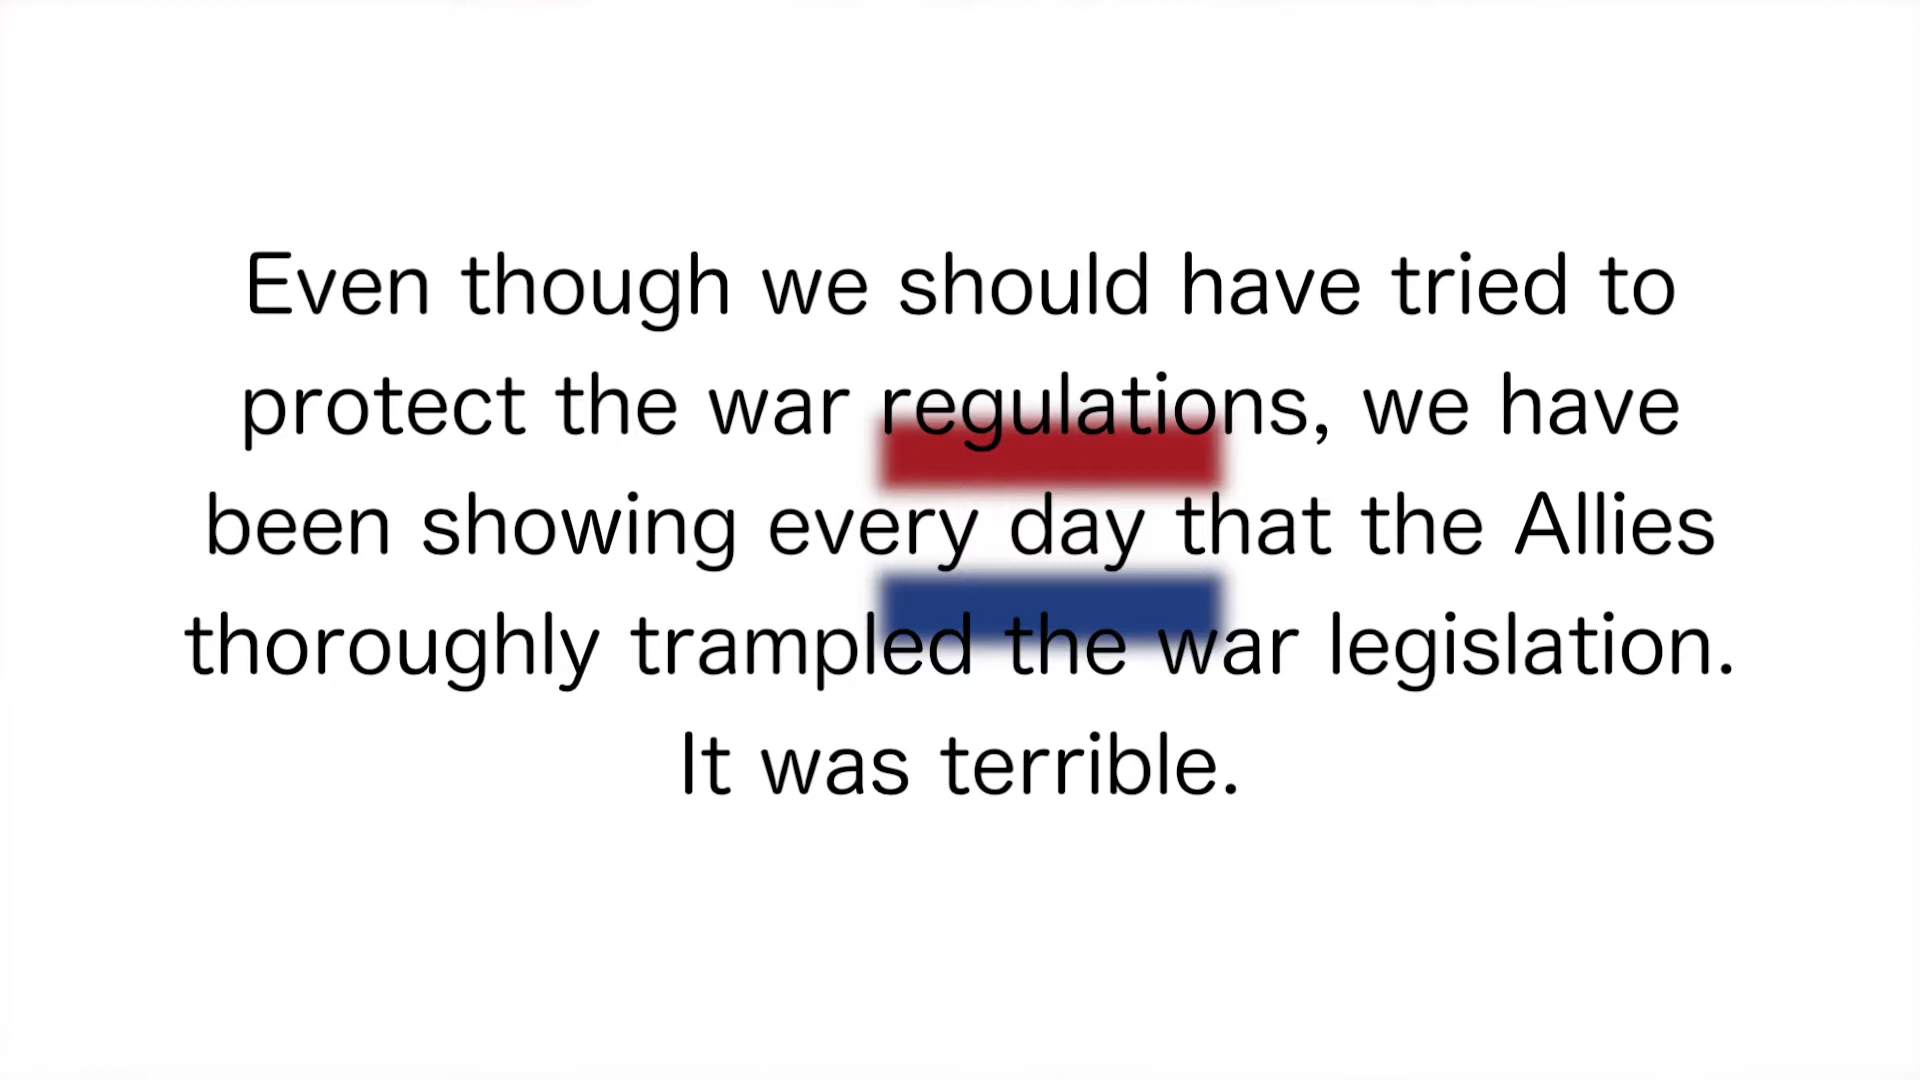 Even though we should have tried to
protect the war regulations, we have
been showing every day that the Allies
thoroughly trampled the war legislation.
It was terrible.